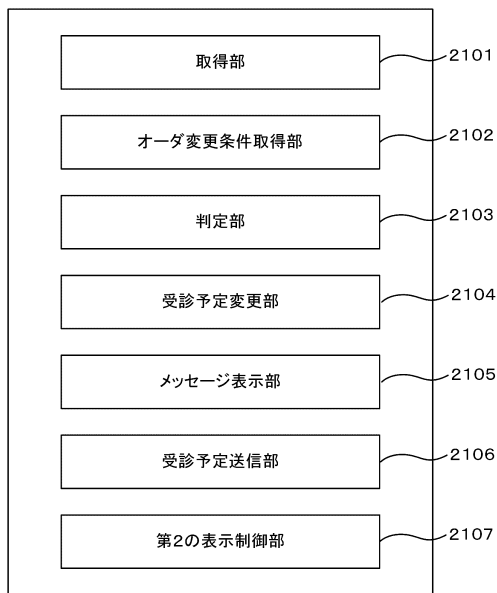 取得部 2101
オーダ変更条件取得部 2102
判定部 2103
受診予定変更部 2104
メッセージ表示部 2105
受診予定送信部 2106
第2の表示制御部 2107